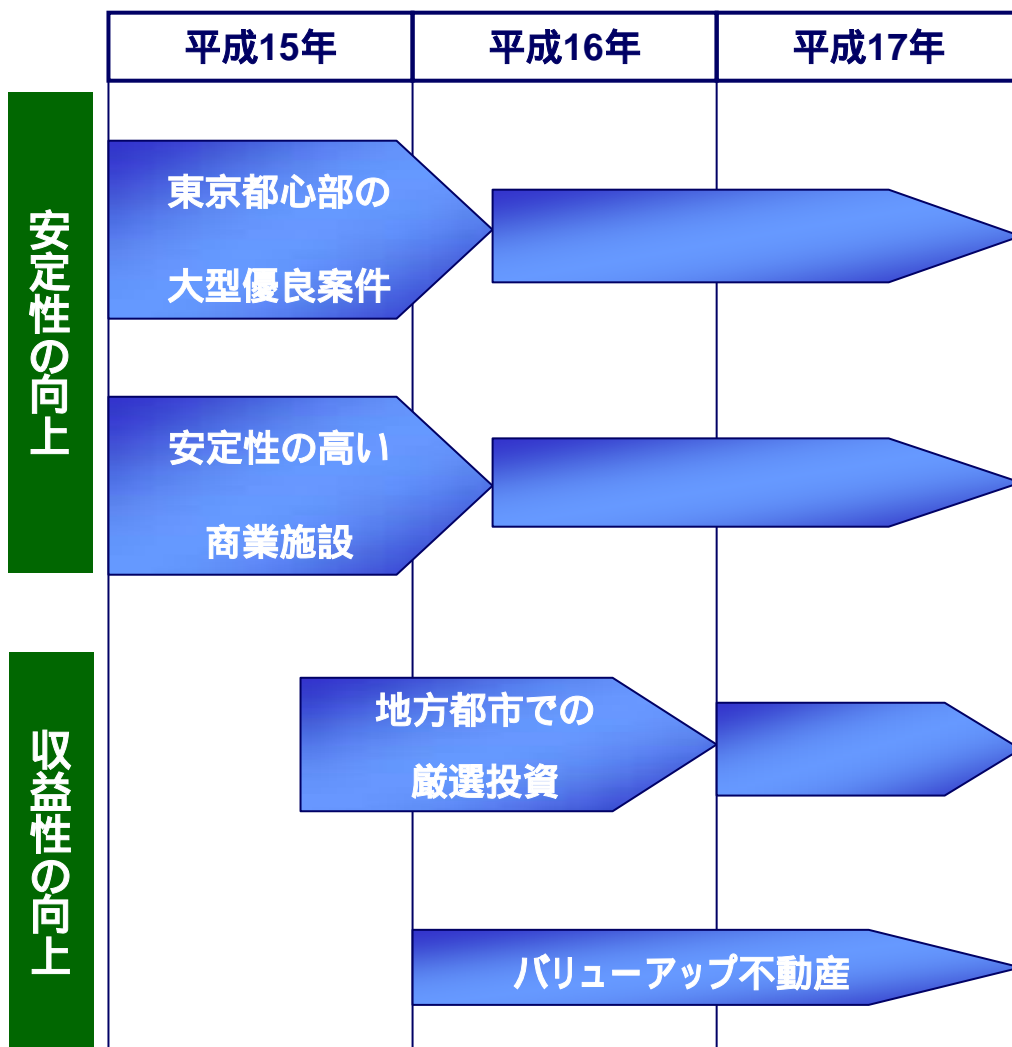 平成15年
平成16年
平成17年
安定性の向上
東京都心部の
大型優良案件
安定性の高い
商業施設
収益性の向上
地方都市での
厳選投資
バリューアップ不動産